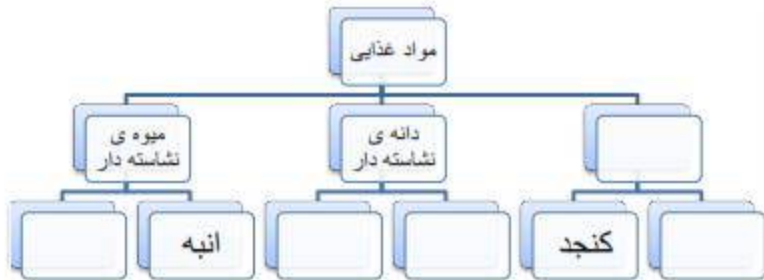 مواد غذایی
میوه ی
نشاسته دار
دانه ی
نشاسته دار
انبه
کنجد